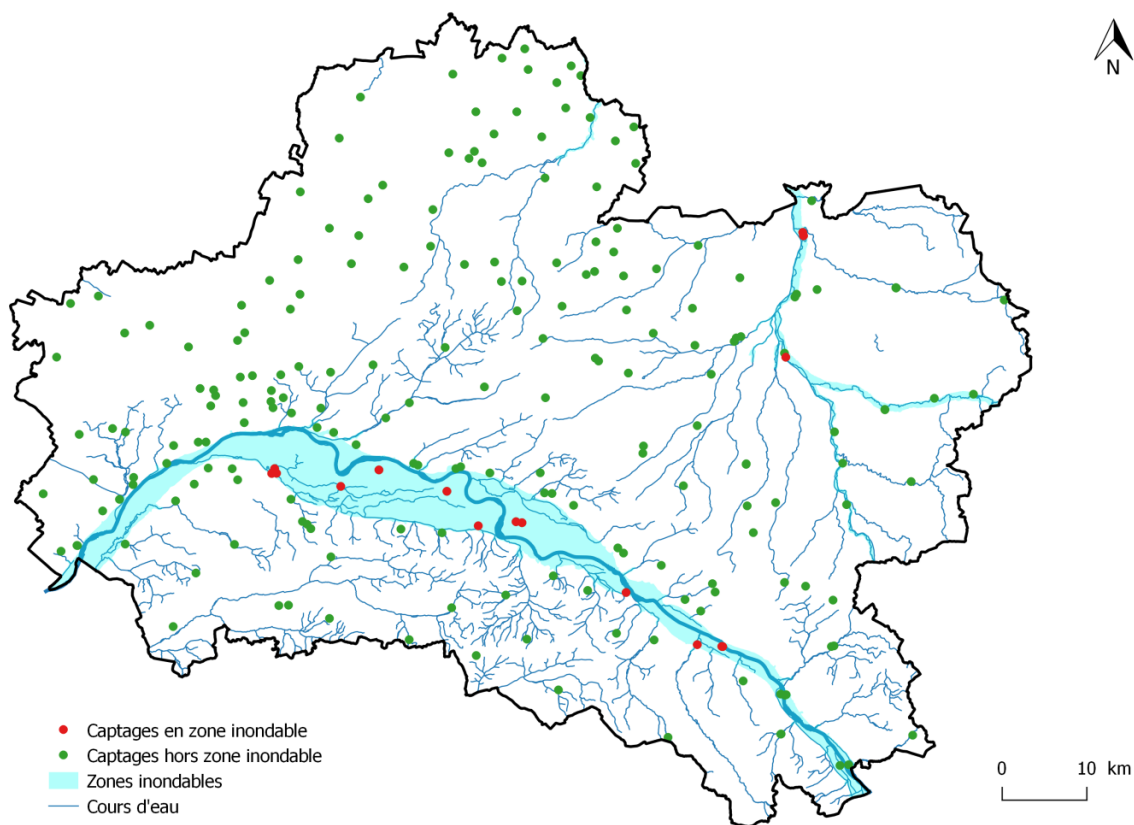 N
Captages en zone inondable
Captages hors zone inondable
Zones inondables
Cours d'eau
0 10 km